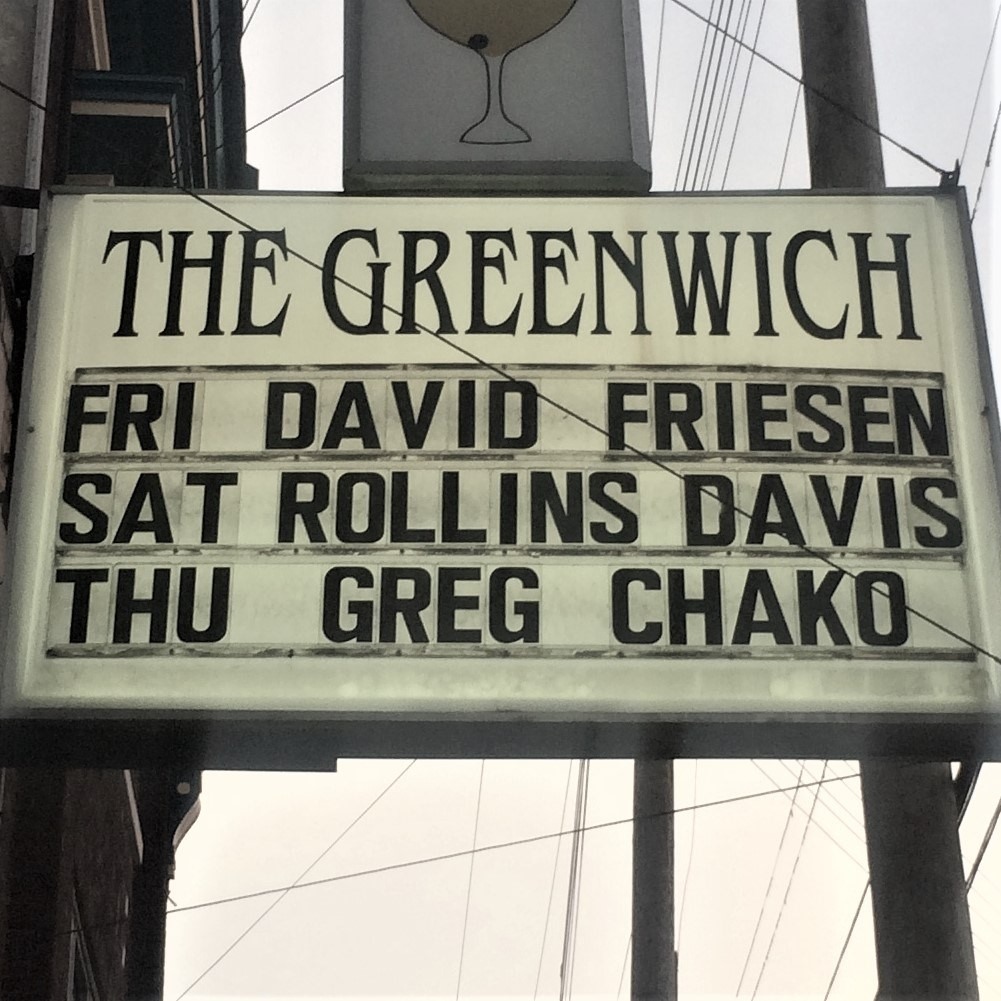 THE GREENWICH
FRI DAVID FRIESEN
SAT ROLLINS DAVIS
THU GREG CHAKO